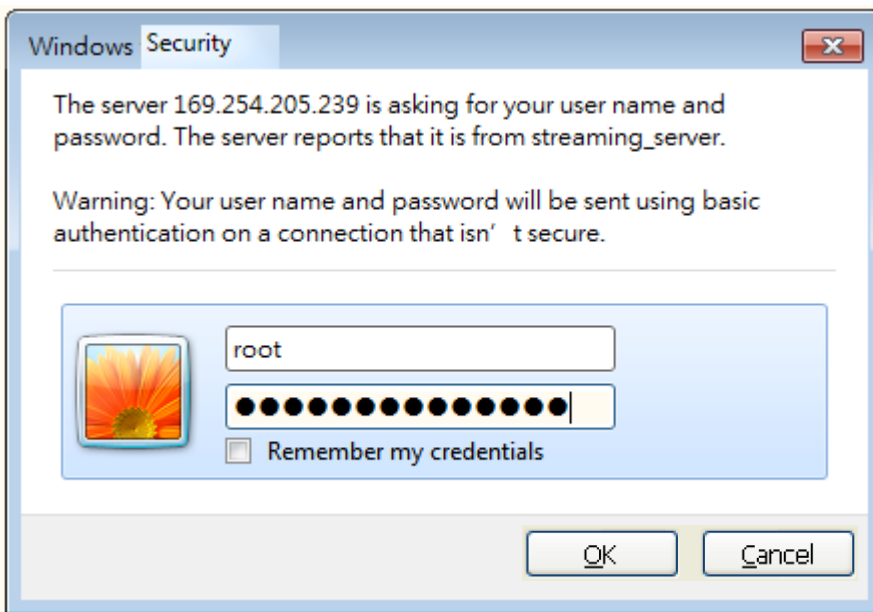 Windows Security
The server 169.254.205.239 is asking for your user name and
password. The server reports that it is from streaming_server.
Warning: Your user name and password will be sent using basic
authentication on a connection that isn’ t secure.
root
●●●●●●●●●●●●●●
Remember my credentials
OK
Cancel